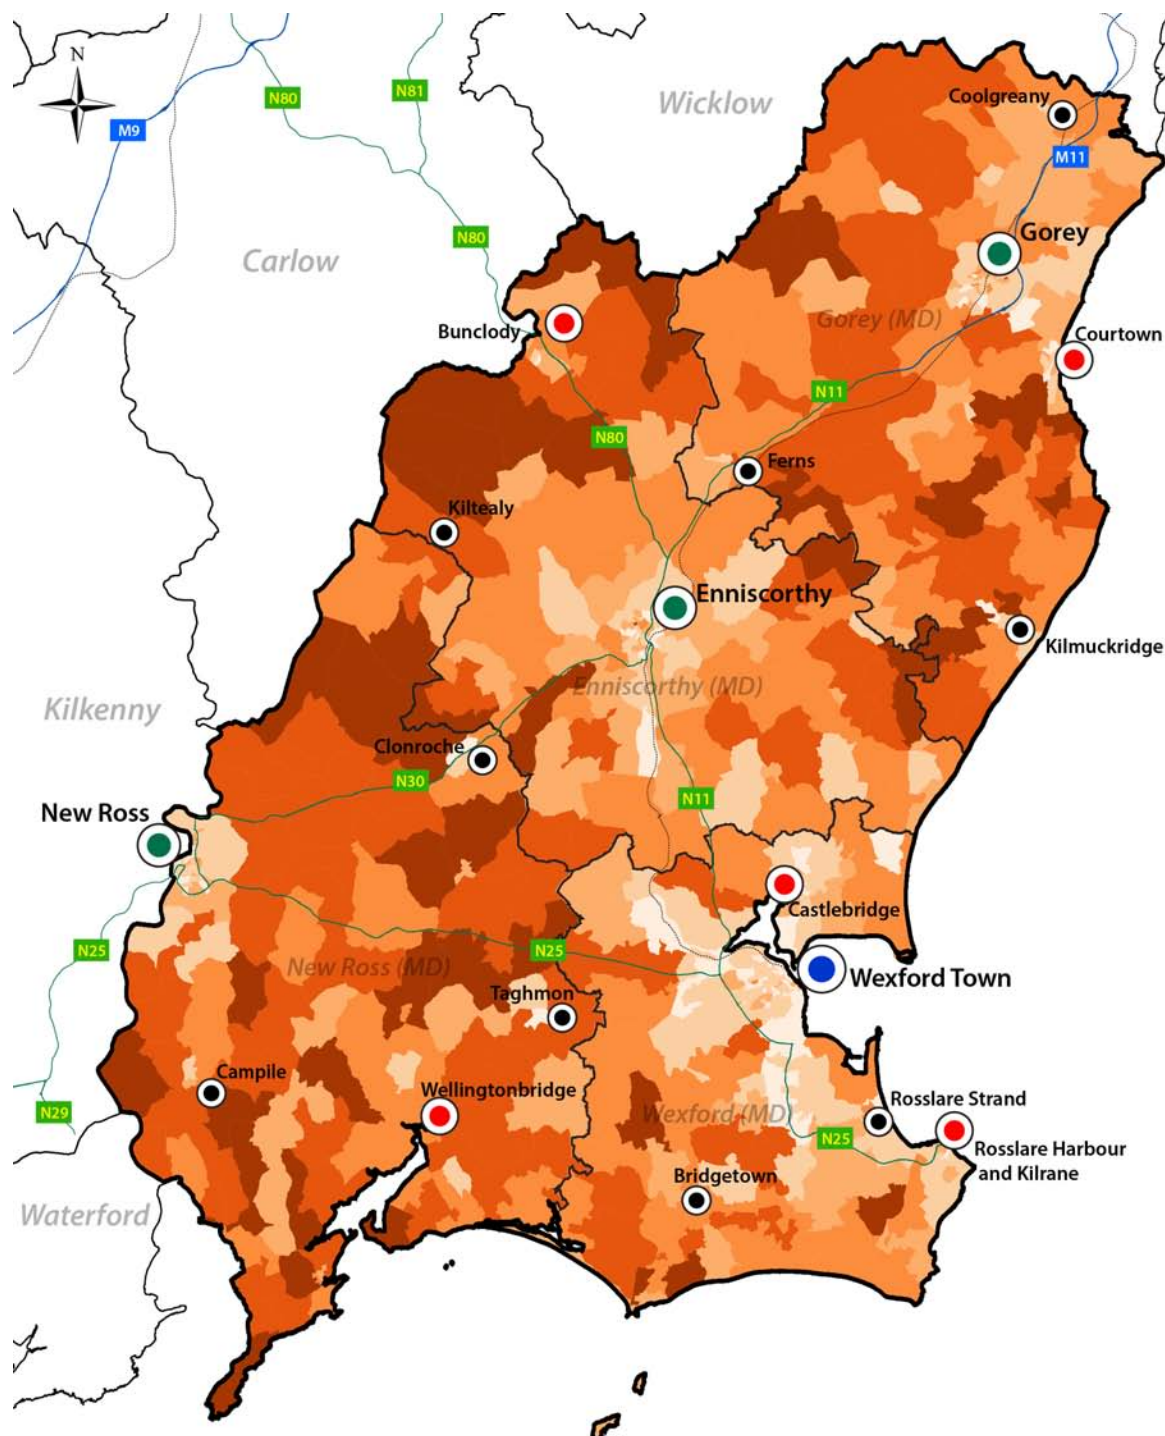 N
N80
N81
Wicklow
Coolgreany
M9
M11
Gorey
N80
Carlow
Bunclody
Gorey (MD)
Courtown
N11
N80
Ferns
Kiltealy
Enniscorthy
Kilmuckridge
Enniscorthy (MD)
Kilkenny
Clonroche
N30
N11
New Ross
Castlebridge
N25
N25
New Ross (MD)
Wexford Town
Taghmon
Campile
Wellingtonbridge
Rosslare Strand
N29
Wexford (MD)
N25
Rosslare Harbour
and Kilrane
Bridgetown
Waterford